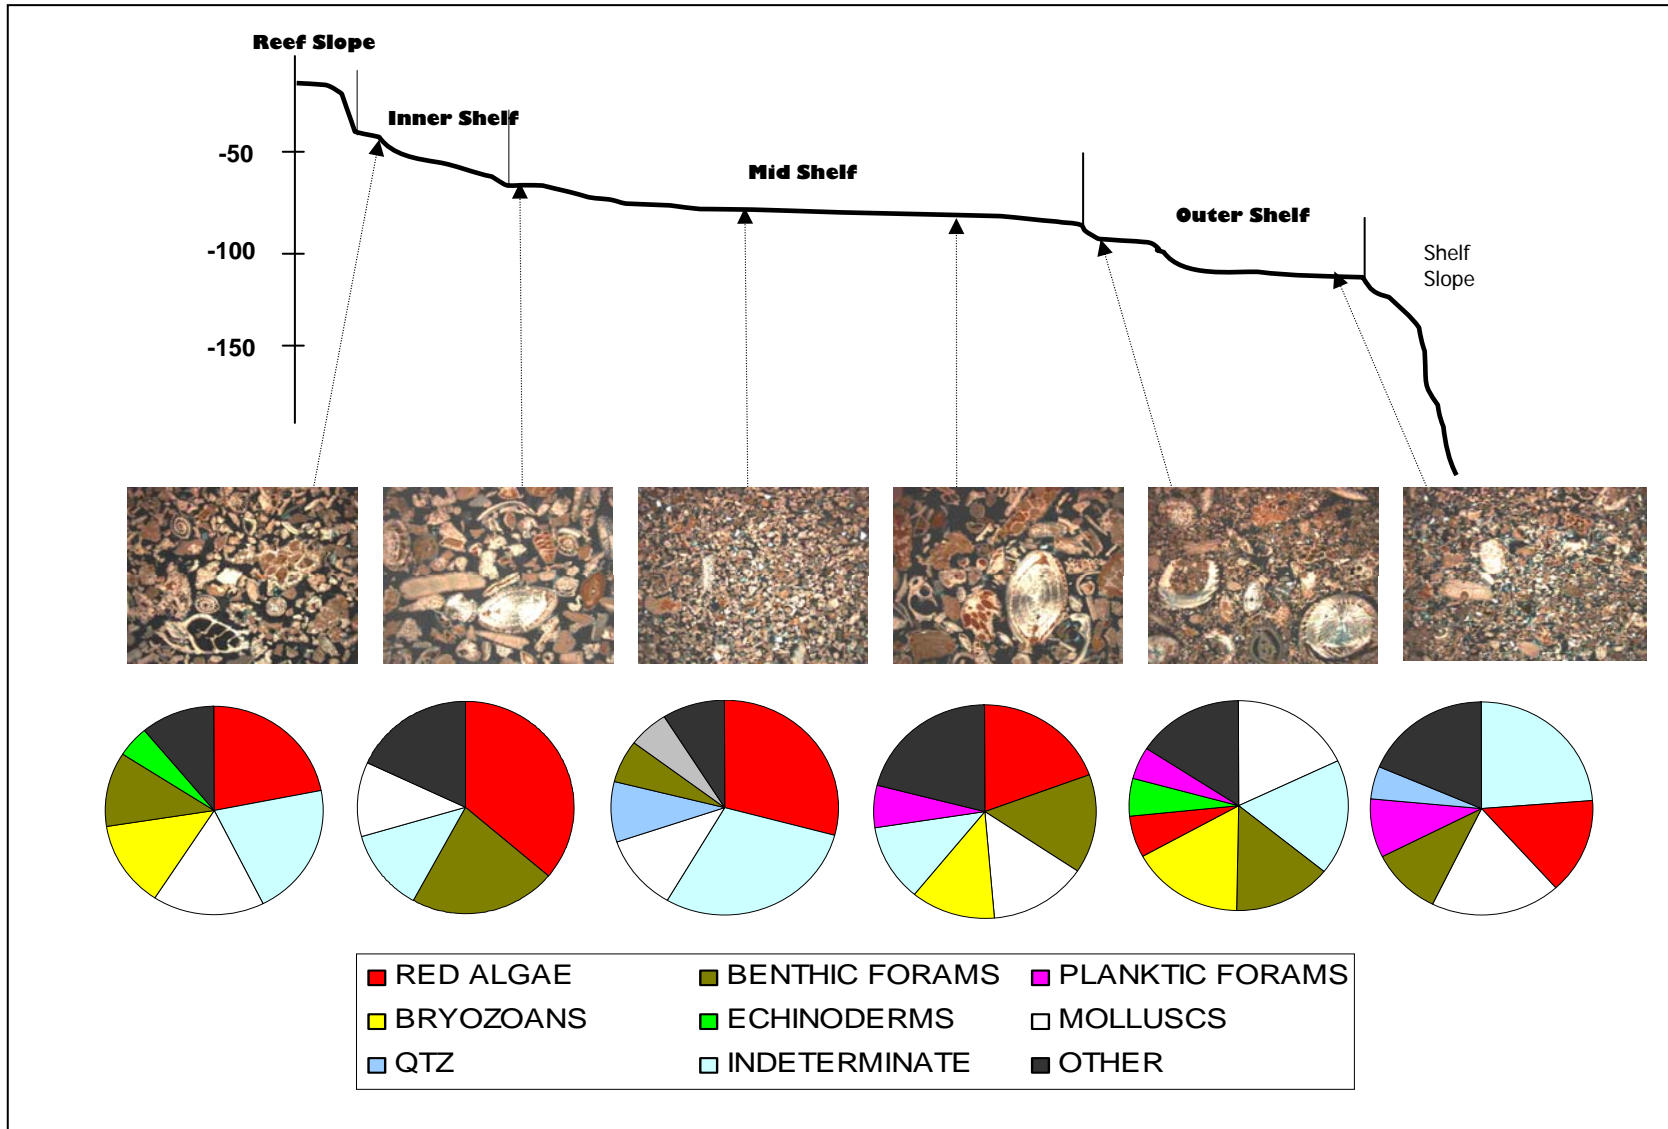 Reef Slope
Inner Shelf
-50
Mid Shelf
Outer Shelf
-100
Shelf
Slope
-150
RED ALGAE
BENTHIC FORAMS
PLANKTIC FORAMS
BRYOZOANS
ECHINODERMS
MOLLUSCS
QTZ
INDETERMINATE
OTHER